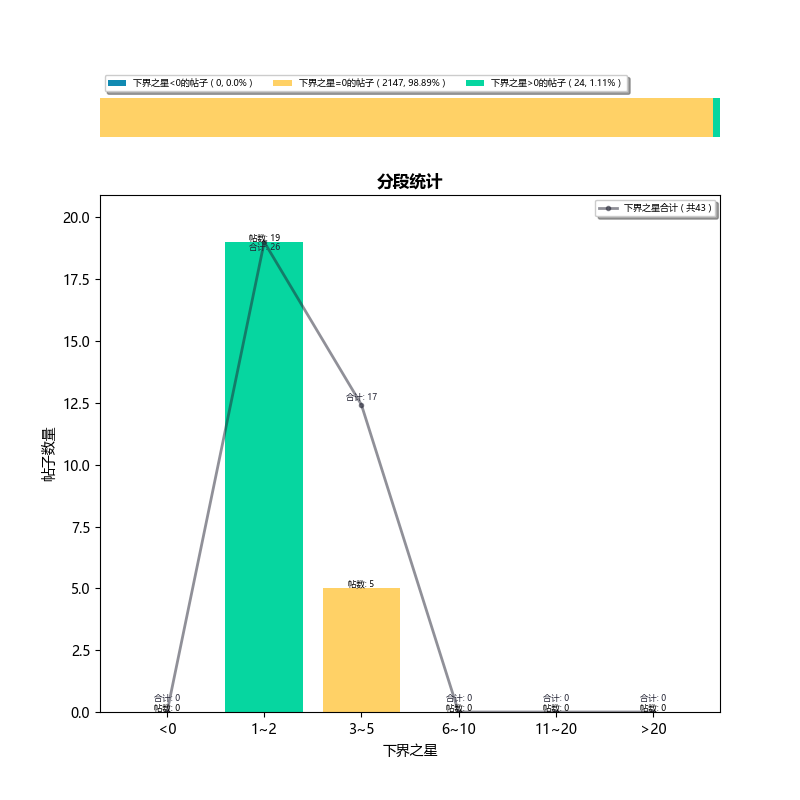 下界之星<0的帖子 ( 0, 0.0% ) 下界之星=0的帖子 ( 2147, 98.89% ) 下界之星>0的帖子 ( 24, 1.11% )
分段统计
下界之星合计 ( 共43 )
20.0
17.5
15.0
12.5
10.0
7.5
5.0
2.5
0.0
帖子数量
帖数: 19
合计: 26
合计: 17
帖数: 5
合计: 0
帖数: 0
合计: 0
帖数: 0
合计: 0
帖数: 0
合计: 0
帖数: 0
<0 1~2 3~5 6~10 11~20 >20
下界之星